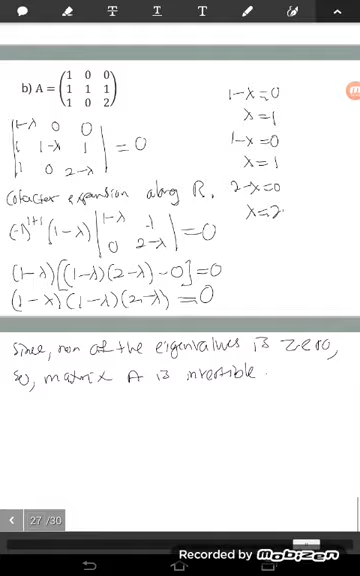 b) A = (1 0 0
1 1 1
1 0 2)
|1-λ 0 0
1 1-λ 1
1 0 2-λ| = 0
Cofactor expansion along R,
(-1)^(1+1) (1-λ) |1-λ 1
0 2-λ| = 0
(1-λ)[(1-λ)(2-λ) -0] = 0
(1-λ)(1-λ)(2-λ) = 0
1-λ = 0
λ = 1
1-λ = 0
λ = 1
2-λ = 0
λ = 2
Since, non of the eigenvalues is zero,
so, matrix A is invertible.
27 /30
Recorded by Mobizen